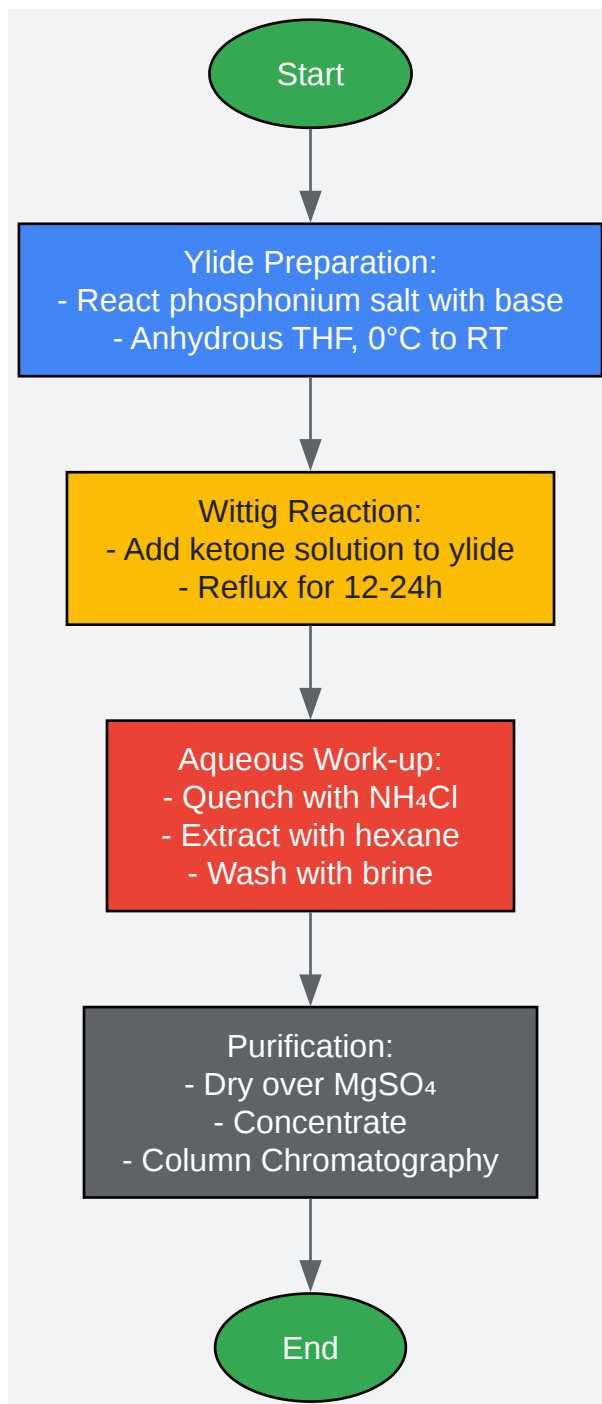 Start
Ylide Preparation:
- React phosphonium salt with base
- Anhydrous THF, 0°C to RT
Wittig Reaction:
- Add ketone solution to ylide
- Reflux for 12-24h
Aqueous Work-up:
- Quench with NH₄Cl
- Extract with hexane
- Wash with brine
Purification:
- Dry over MgSO₄
- Concentrate
- Column Chromatography
End